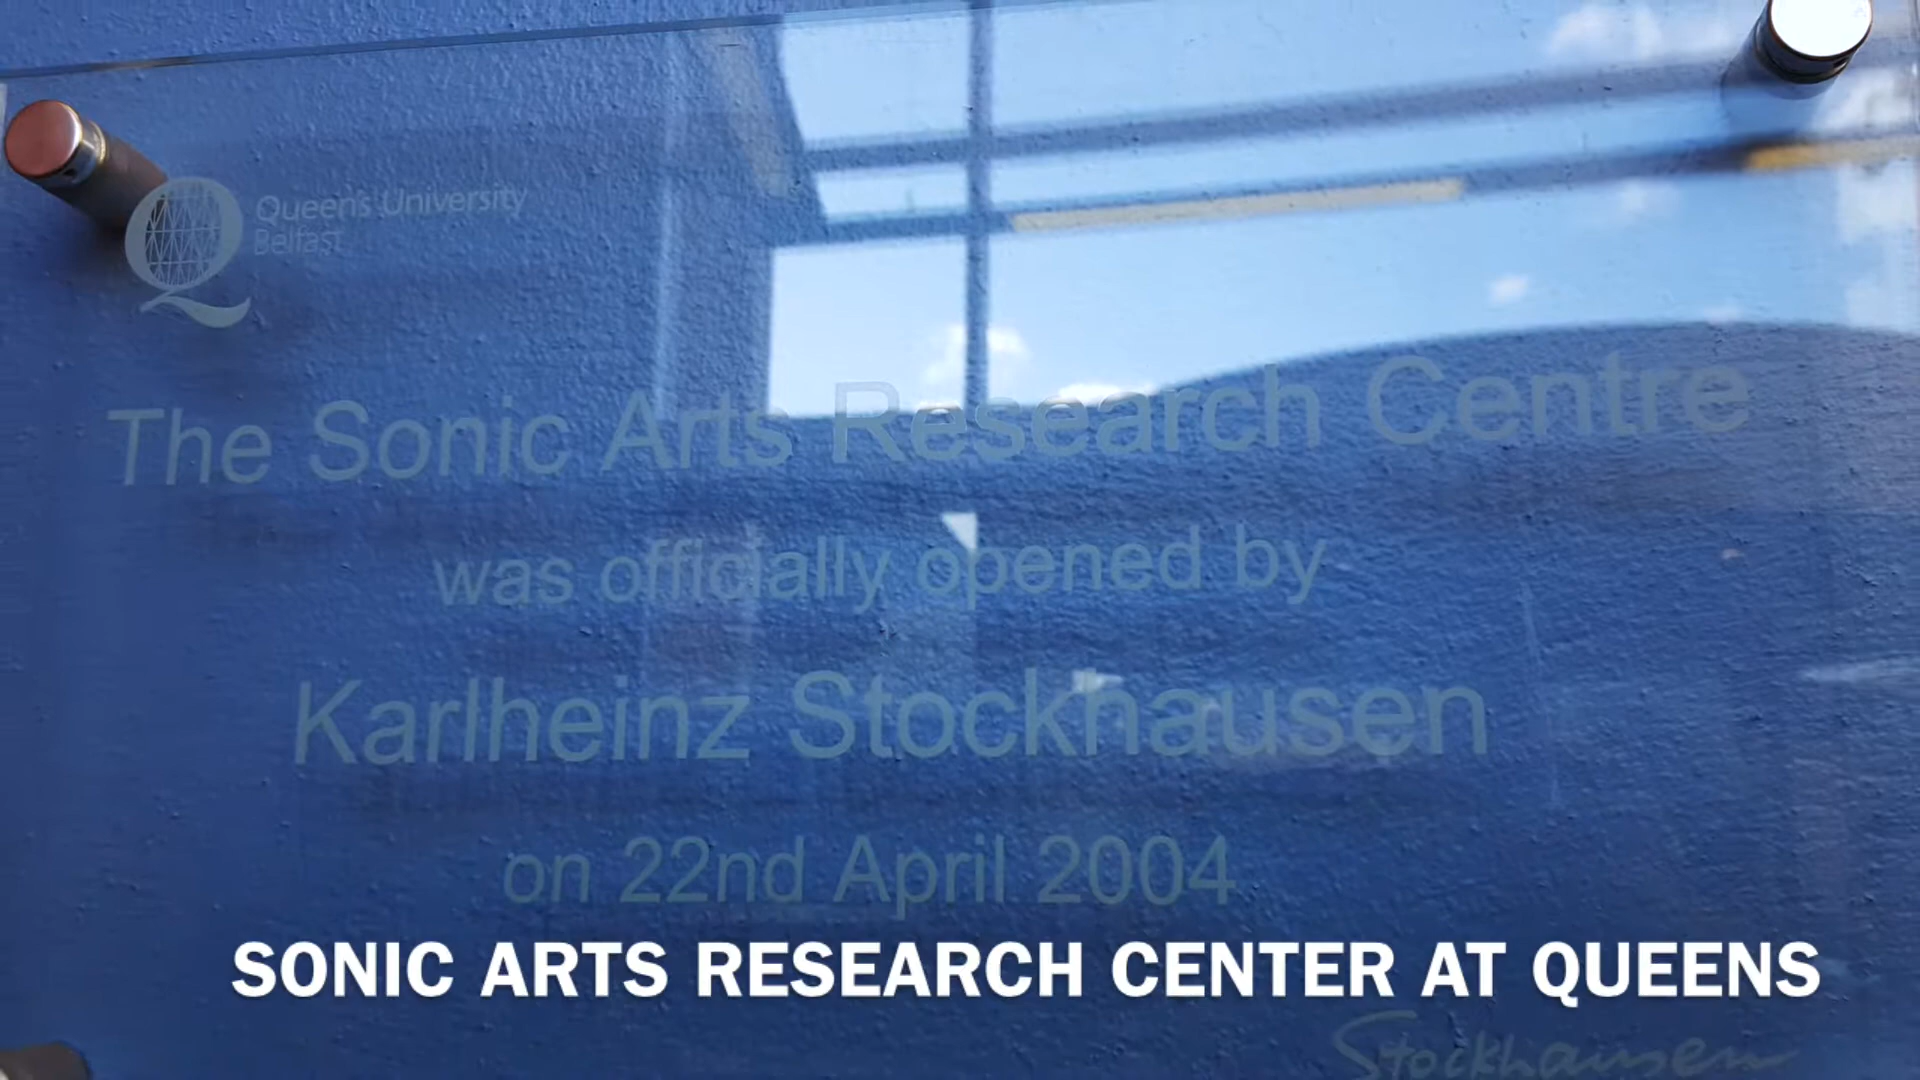 Queen's University
Belfast
The Sonic Arts Research Centre
was officially opened by
Karlheinz Stockhausen
on 22nd April 2004
SONIC ARTS RESEARCH CENTER AT QUEENS
Stockhausen